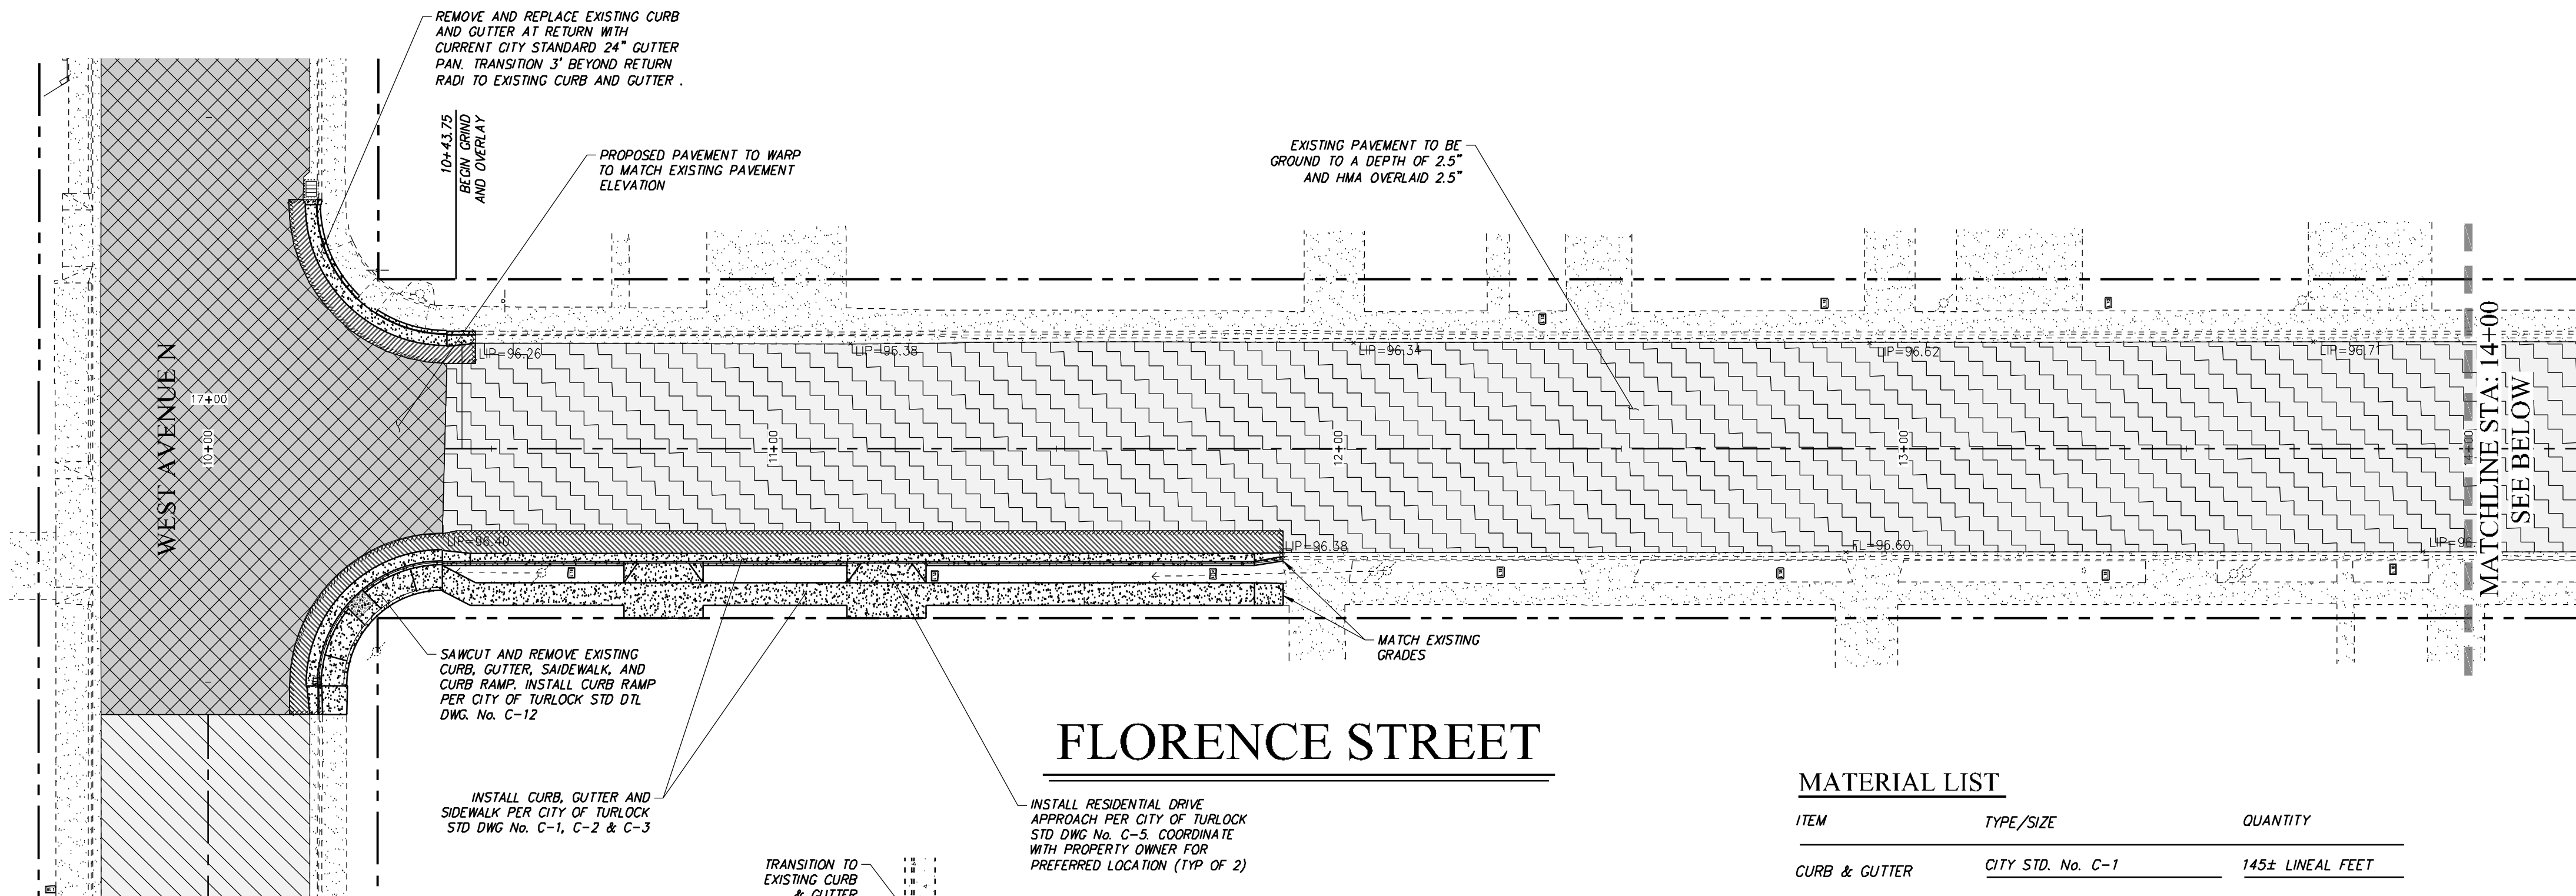 REMOVE AND REPLACE EXISTING CURB
AND GUTTER AT RETURN WITH
CURRENT CITY STANDARD 24" GUTTER
PAN. TRANSITION 3' BEYOND RETURN
RADI TO EXISTING CURB AND GUTTER .
10+43.75
BEGIN GRIND
AND OVERLAY
PROPOSED PAVEMENT TO WARP
TO MATCH EXISTING PAVEMENT
ELEVATION
EXISTING PAVEMENT TO BE
GROUND TO A DEPTH OF 2.5"
AND HMA OVERLAID 2.5"
LIP=96.26
LIP=96.38
LIP=96.34
LIP=96.62
LIP=96.71
WEST AVENUE N
17+00
10+00
11+00
12+00
13+00
14+00
MATCHLINE STA: 14+00
SEE BELOW
LIP=96.40
LIP=96.38
FL=96.60
LIP=96.
SAWCUT AND REMOVE EXISTING
CURB, GUTTER, SAIDEWALK, AND
CURB RAMP. INSTALL CURB RAMP
PER CITY OF TURLOCK STD DTL
DWG. No. C-12
MATCH EXISTING
GRADES
FLORENCE STREET
INSTALL CURB, GUTTER AND
SIDEWALK PER CITY OF TURLOCK
STD DWG No. C-1, C-2 & C-3
INSTALL RESIDENTIAL DRIVE
APPROACH PER CITY OF TURLOCK
STD DWG No. C-5. COORDINATE
WITH PROPERTY OWNER FOR
PREFERRED LOCATION (TYP OF 2)
TRANSITION TO
EXISTING CURB
& GUTTER
MATERIAL LIST
ITEM TYPE/SIZE QUANTITY
CURB & GUTTER CITY STD. No. C-1 145± LINEAL FEET